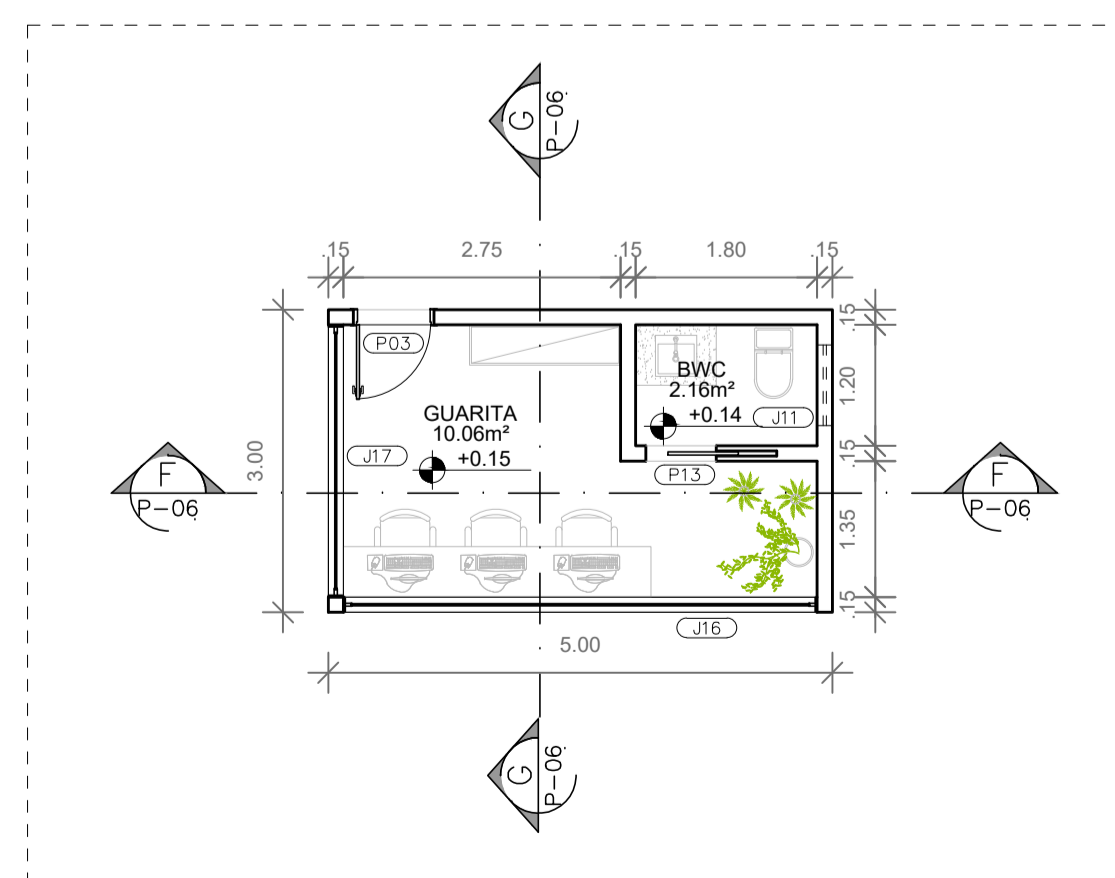 G
P-06
.15
2.75
.15
1.80
.15
.15
P03
BWC
2.16m²
+0.14
1.20
GUARITA
10.06m²
+0.15
J11
J17
3.00
.15
P13
F
P-06
F
P-06
1.35
.15
J16
5.00
G
P-06